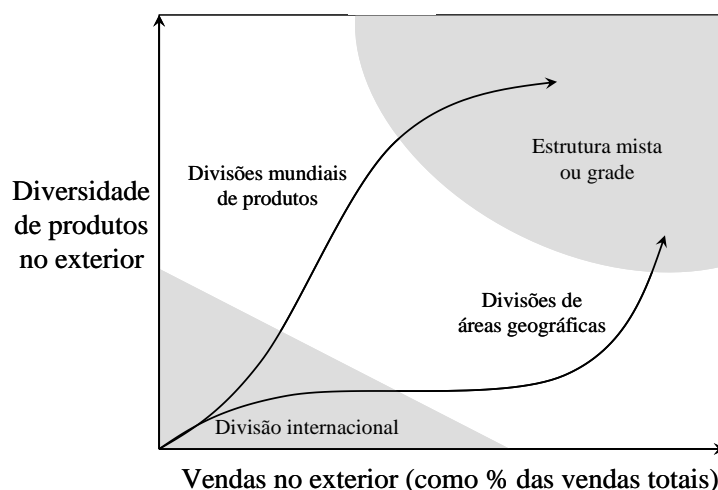 Estrutura mista
ou grade
Divisões mundiais
de produtos
Diversidade
de produtos
no exterior
Divisões de
áreas geográficas
Divisão internacional
Vendas no exterior (como % das vendas totais)